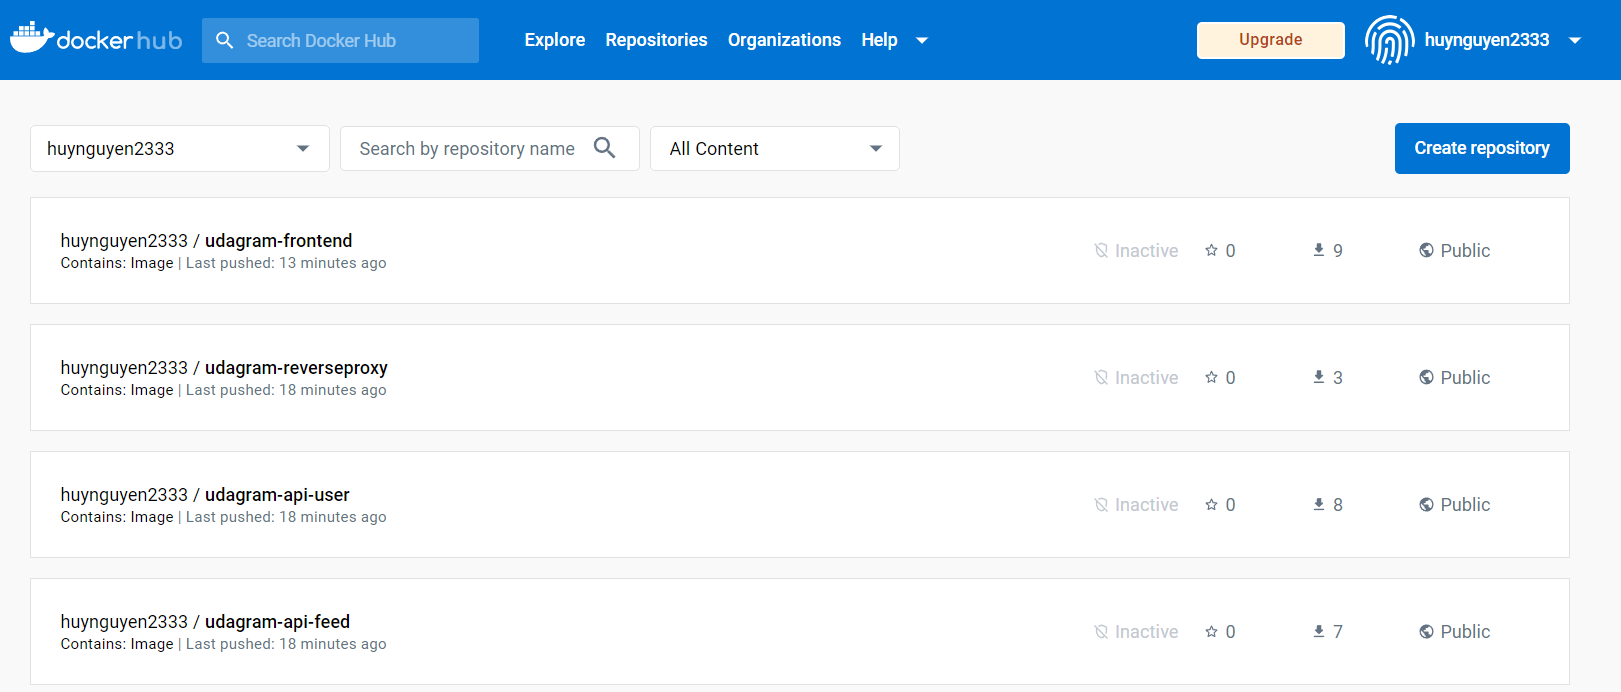 docker hub Search Docker Hub Explore Repositories Organizations Help Upgrade huynguyen2333
huynguyen2333 Search by repository name All Content Create repository
huynguyen2333 / udagram-frontend
Contains: Image | Last pushed: 13 minutes ago
Inactive 0 9 Public
huynguyen2333 / udagram-reverseproxy
Contains: Image | Last pushed: 18 minutes ago
Inactive 0 3 Public
huynguyen2333 / udagram-api-user
Contains: Image | Last pushed: 18 minutes ago
Inactive 0 8 Public
huynguyen2333 / udagram-api-feed
Contains: Image | Last pushed: 18 minutes ago
Inactive 0 7 Public